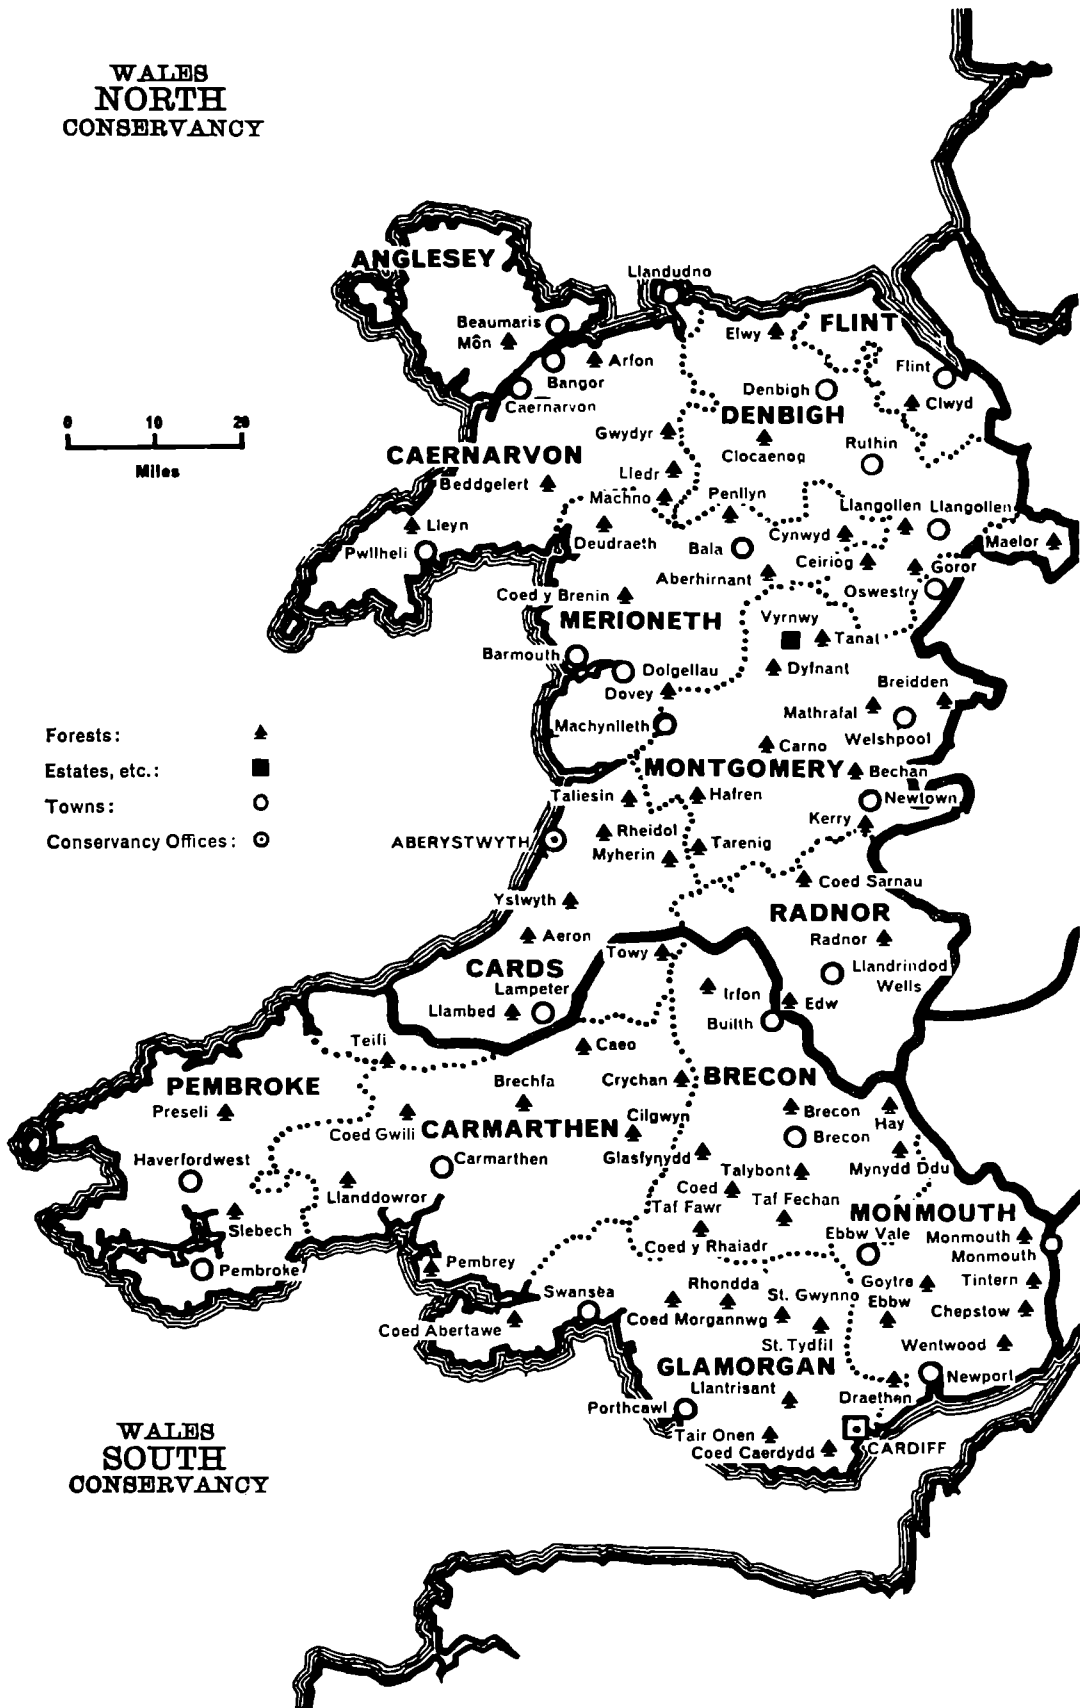 WALES
NORTH
CONSERVANCY
ANGLESEY
Llandudno
Beaumaris
Môn
Elwy
FLINT
Arfon
Bangor
Flint
Caernarvon
Denbigh
Clwyd
DENBIGH
0 10 20
Miles
Gwydyr
Clocaenog
Ruthin
CAERNARVON
Lledr
Beddgelert
Machno
Penllyn
Llangollen
Llangollen
Lleyn
Deudraeth
Cynwyd
Maelor
Pwllheli
Bala
Ceiriog
Goror
Aberhirnant
Coed y Brenin
Oswestry
MERIONETH
Vyrnwy
Tanat
Barmouth
Dolgellau
Dyfnant
Dovey
Breidden
Mathrafal
Machynlleth
Welshpool
Carno
Forests:
Estates, etc.:
Towns:
Conservancy Offices:
MONTGOMERY
Bechan
Taliesin
Hafren
Newtown
Kerry
ABERYSTWYTH
Rheidol
Myherin
Tarenig
Coed Sarnau
Ystwyth
RADNOR
Aeron
Radnor
Towy
CARDS
Lampeter
Llandrindod
Wells
Llambed
Irfon
Edw
Builth
Teifi
Caeo
PEMBROKE
Brechfa
Crychan
BRECON
Preseli
Coed Gwili
CARMARTHEN
Cilgwyn
Brecon
Hay
Brecon
Haverfordwest
Carmarthen
Glasfynydd
Talybont
Mynydd Ddu
Llanddowror
Coed
Taf Fawr
Taf Fechan
MONMOUTH
Slebech
Coed y Rhaiadr
Ebbw Vale
Monmouth
Monmouth
Pembroke
Pembrey
Swansea
Rhondda
St. Gwynno
Goytre
Tintern
Ebbw
Chepstow
Coed Abertawe
Coed Morgannwg
St. Tydfil
Wentwood
GLAMORGAN
Llantrisant
Draethen
Newport
Porthcawl
Tair Onen
Coed Caerdydd
CARDIFF
WALES
SOUTH
CONSERVANCY